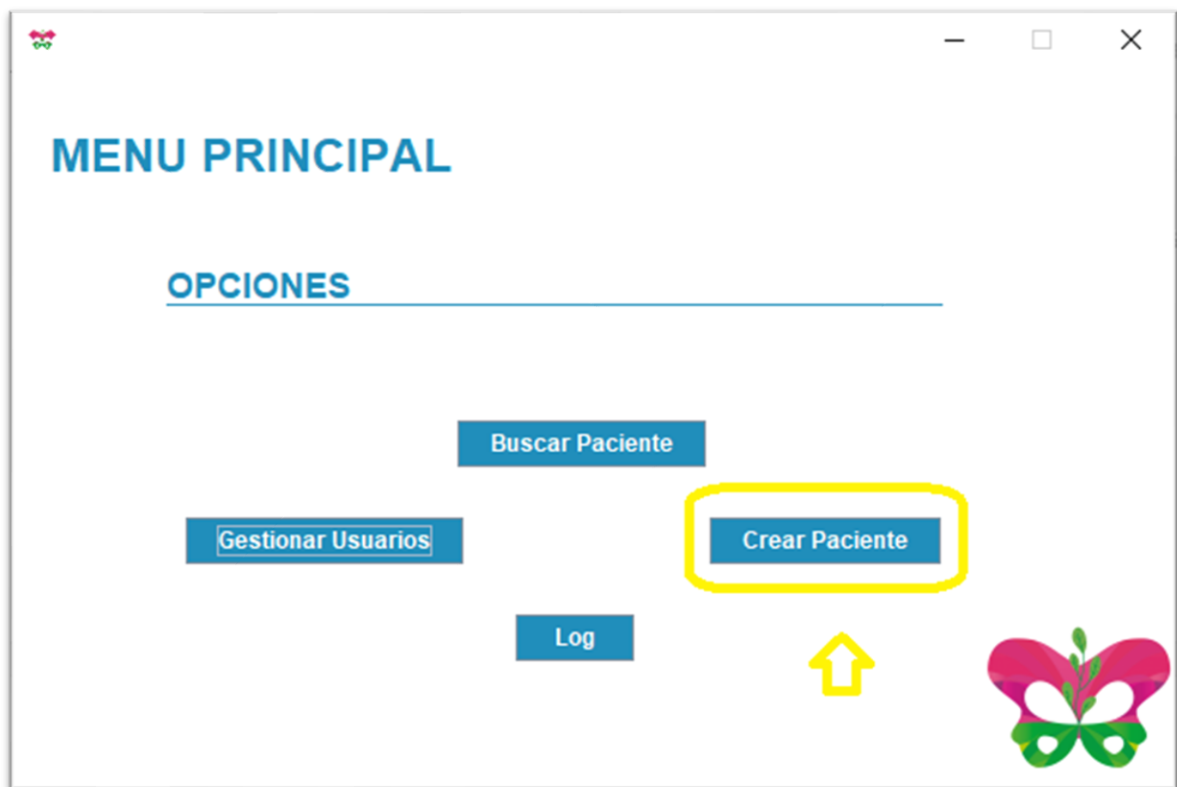 MENU PRINCIPAL
OPCIONES
Buscar Paciente
Gestionar Usuarios
Crear Paciente
Log